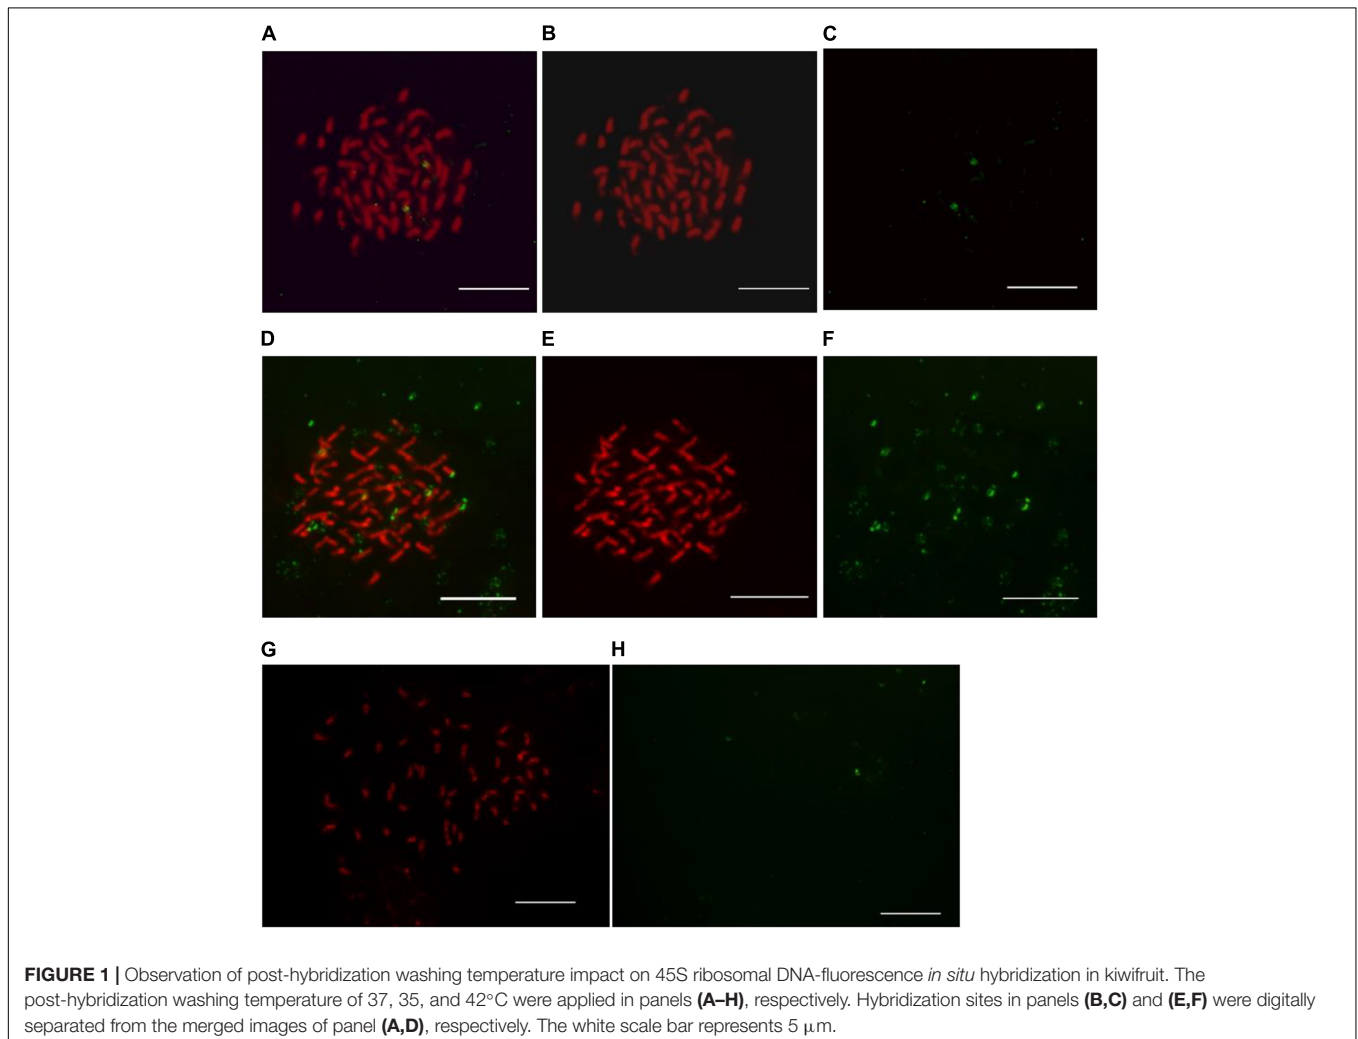 A B C
D E F
G H
FIGURE 1 | Observation of post-hybridization washing temperature impact on 45S ribosomal DNA-fluorescence in situ hybridization in kiwifruit. The
post-hybridization washing temperature of 37, 35, and 42°C were applied in panels (A–H), respectively. Hybridization sites in panels (B,C) and (E,F) were digitally
separated from the merged images of panel (A,D), respectively. The white scale bar represents 5 μm.